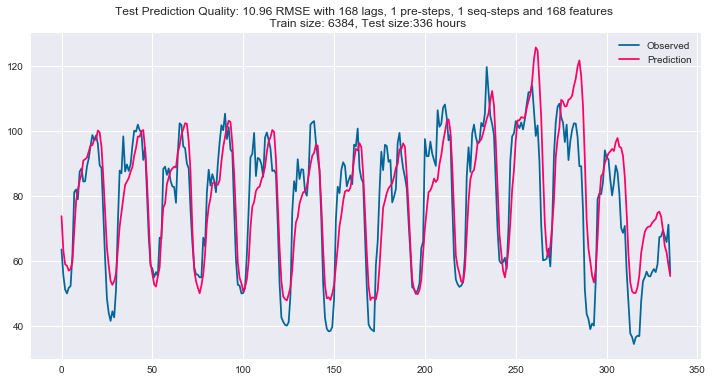 Test Prediction Quality: 10.96 RMSE with 168 lags, 1 pre-steps, 1 seq-steps and 168 features
Train size: 6384, Test size:336 hours
Observed
Prediction
120
100
80
60
40
0 50 100 150 200 250 300 350